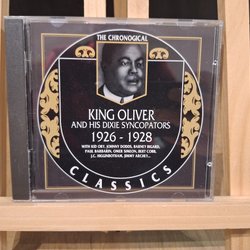 THE CHRONOGICAL
KING OLIVER
AND HIS DIXIE SYNCOPATORS
1926 - 1928
WITH KID ORY, JOHNNY DODDS, BARNEY BIGARD,
PAUL BARBARIN, OMER SIMEON, BERT COBB,
J.C. HIGGINBOTHAM, JIMMY ARCHEY...
CLASSICS